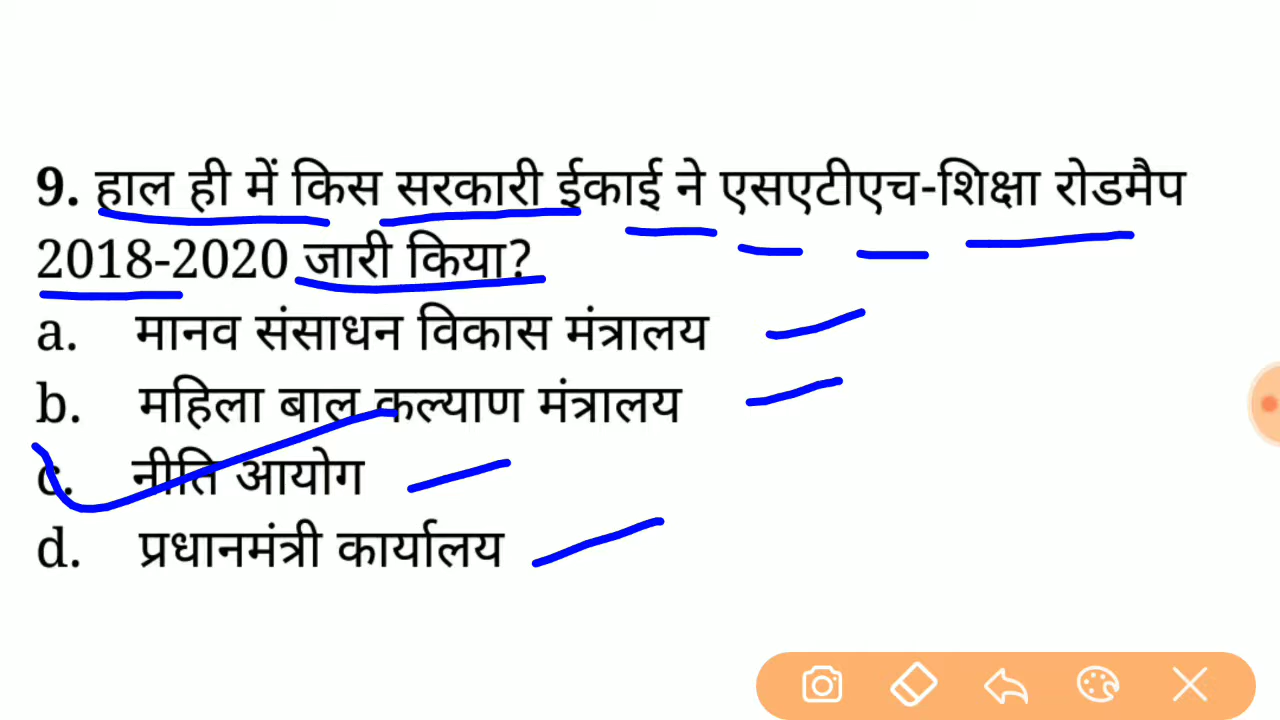 9. हाल ही में किस सरकारी ईकाई ने एसएटीएच-शिक्षा रोडमैप
2018-2020 जारी किया?
a. मानव संसाधन विकास मंत्रालय
b. महिला बाल कल्याण मंत्रालय
c. नीति आयोग
d. प्रधानमंत्री कार्यालय